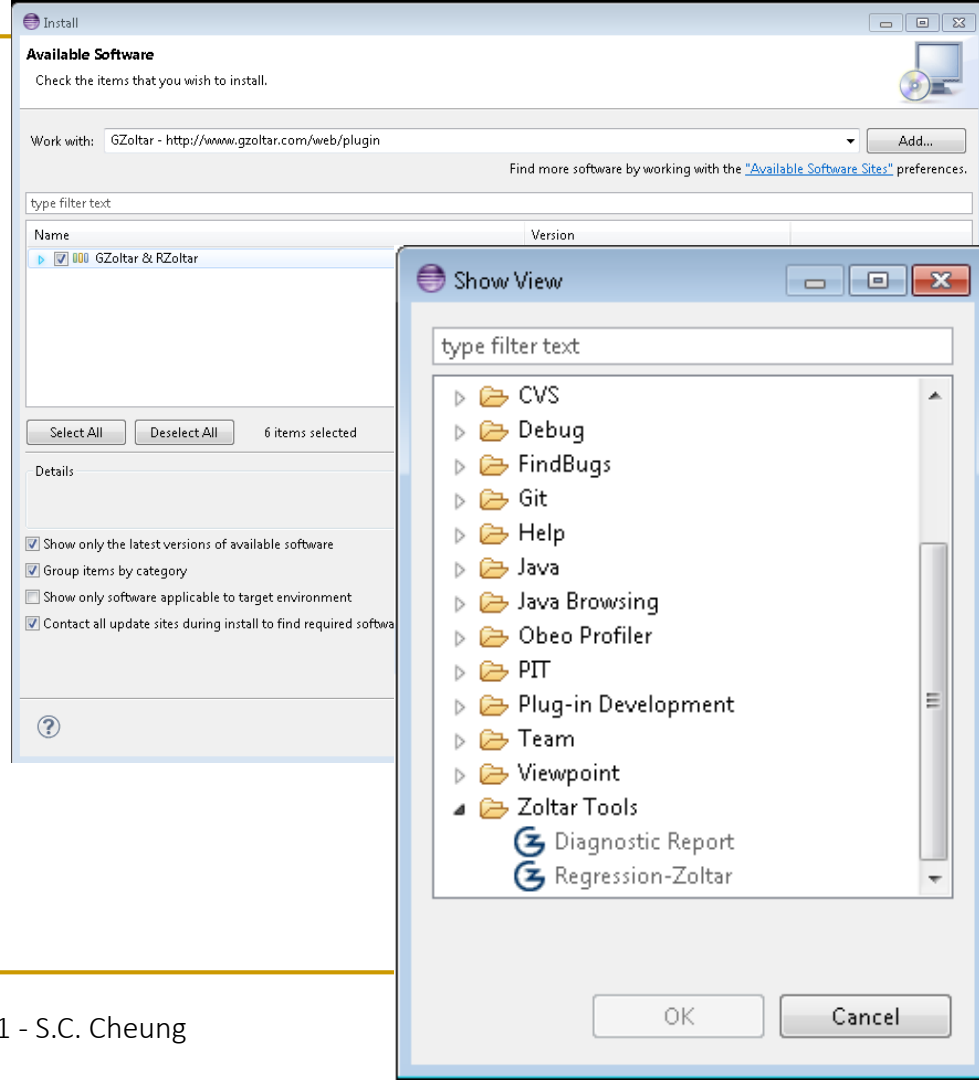 Install
Available Software
Check the items that you wish to install.
Work with: GZoltar - http://www.gzoltar.com/web/plugin Add...
Find more software by working with the "Available Software Sites" preferences.
type filter text
Name Version
GZoltar & RZoltar
Select All Deselect All 6 items selected
Details
Show only the latest versions of available software
Group items by category
Show only software applicable to target environment
Contact all update sites during install to find required softwa
?
Show View
type filter text
CVS
Debug
FindBugs
Git
Help
Java
Java Browsing
Obeo Profiler
PIT
Plug-in Development
Team
Viewpoint
Zoltar Tools
Diagnostic Report
Regression-Zoltar
OK Cancel
1 - S.C. Cheung